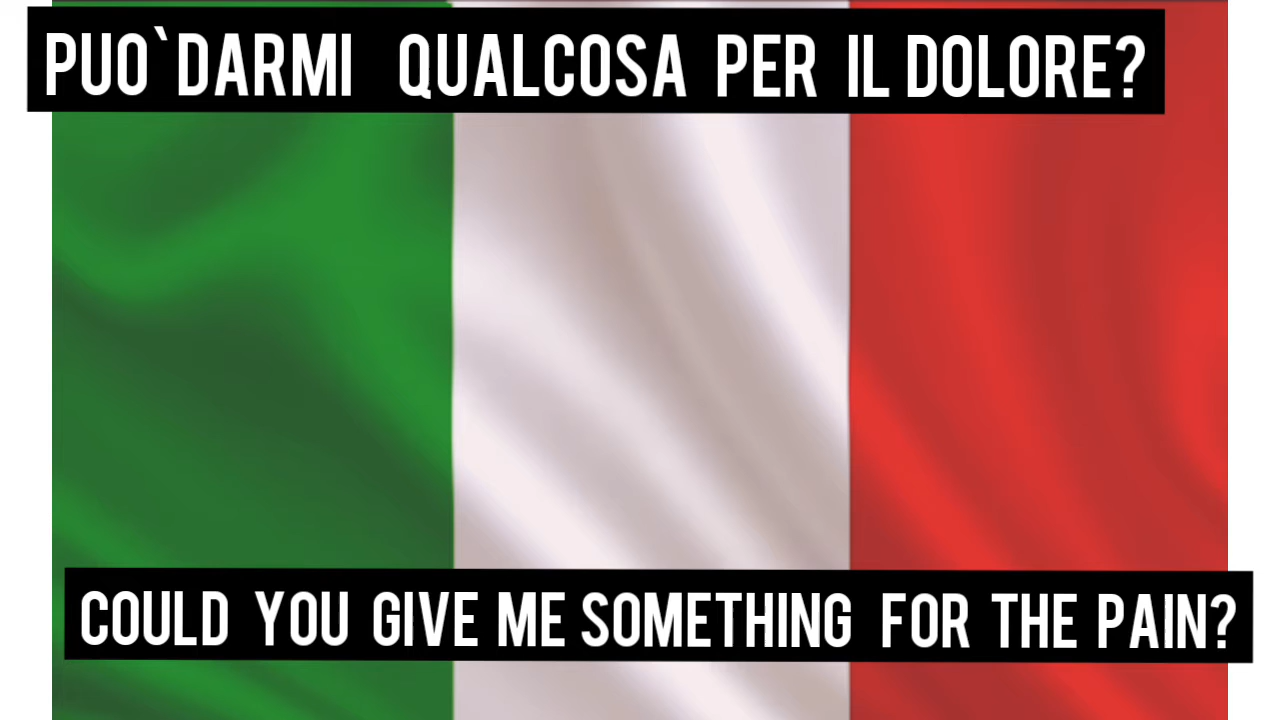 PUO`DARMI QUALCOSA PER IL DOLORE?
COULD YOU GIVE ME SOMETHING FOR THE PAIN?